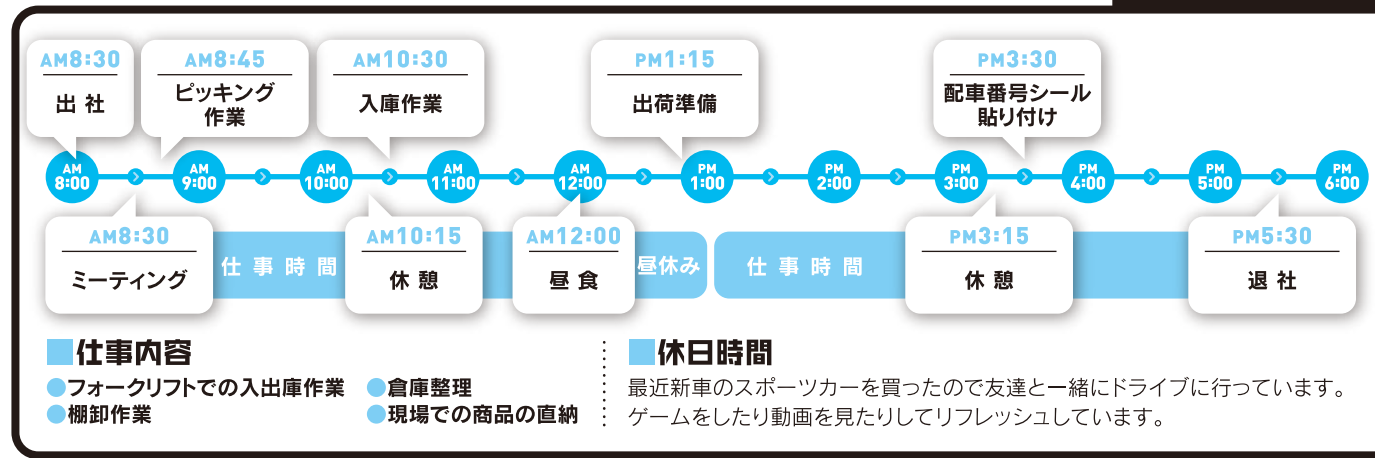 AM8:30
出社
AM8:45
ピッキング
作業
AM10:30
入庫作業
PM1:15
出荷準備
PM3:30
配車番号シール
貼り付け
AM
8:00
AM
9:00
AM
10:00
AM
11:00
AM
12:00
PM
1:00
PM
2:00
PM
3:00
PM
4:00
PM
5:00
PM
6:00
AM8:30
ミーティング
仕事時間
AM10:15
休憩
AM12:00
昼食
昼休み
仕事時間
PM3:15
休憩
PM5:30
退社
■仕事内容
●フォークリフトでの入出庫作業 ●倉庫整理
●棚卸作業 ●現場での商品の直納
■休日時間
最近新車のスポーツカーを買ったので友達と一緒にドライブに行っています。
ゲームをしたり動画を見たりしてリフレッシュしています。